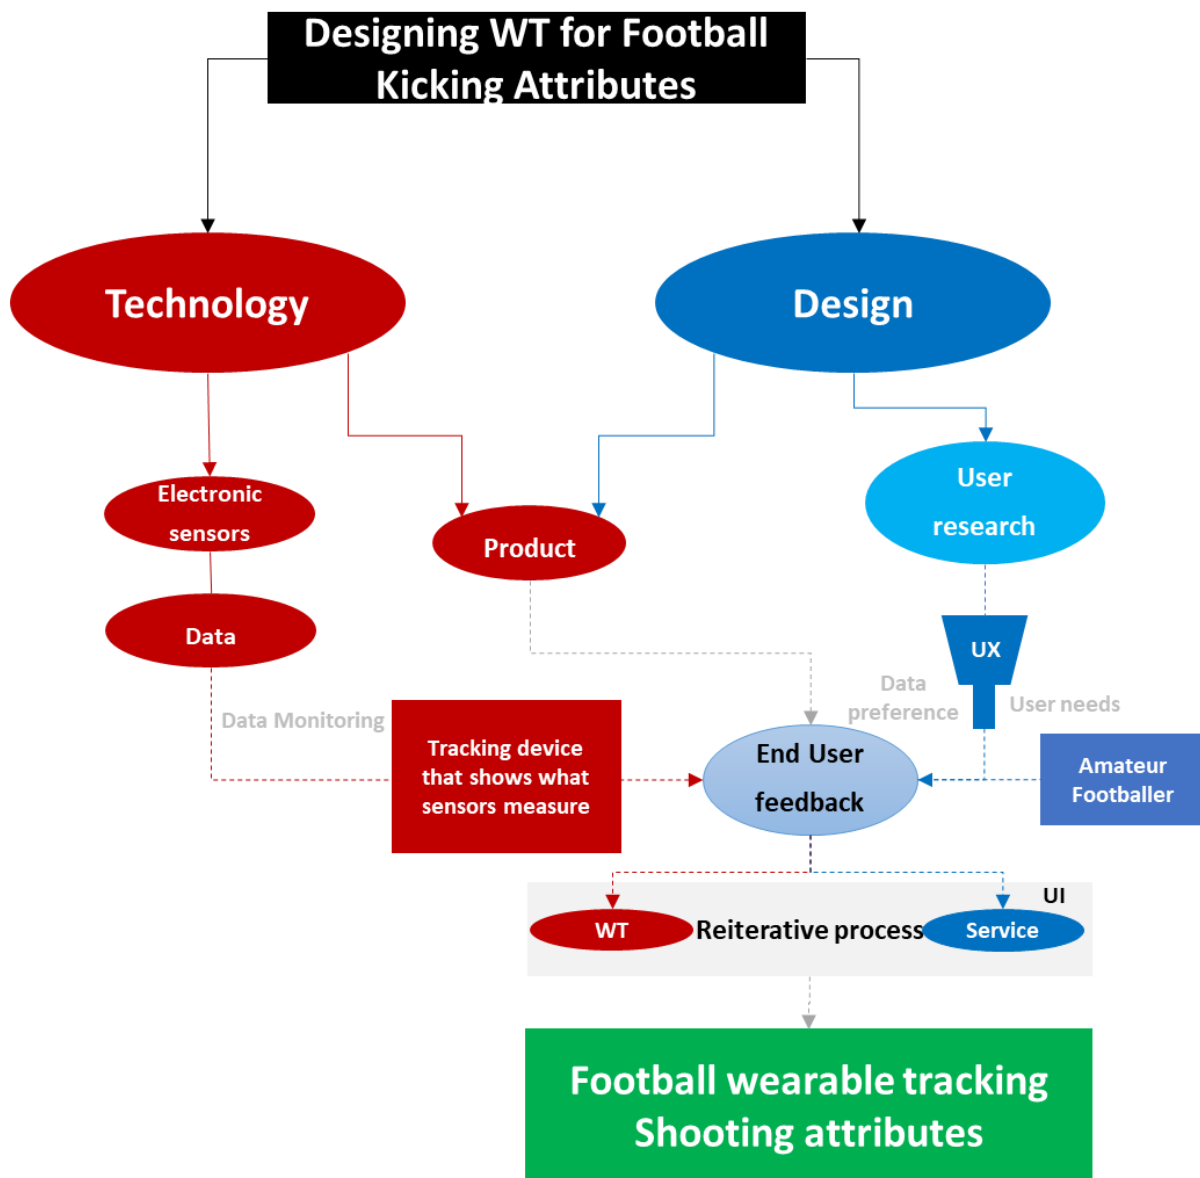 Designing WT for Football
Kicking Attributes
Technology
Design
Electronic
sensors
Product
User
research
Data
UX
Data
preference
User needs
Data Monitoring
Tracking device
that shows what
sensors measure
End User
feedback
Amateur
Footballer
UI
WT
Reiterative process
Service
Football wearable tracking
Shooting attributes